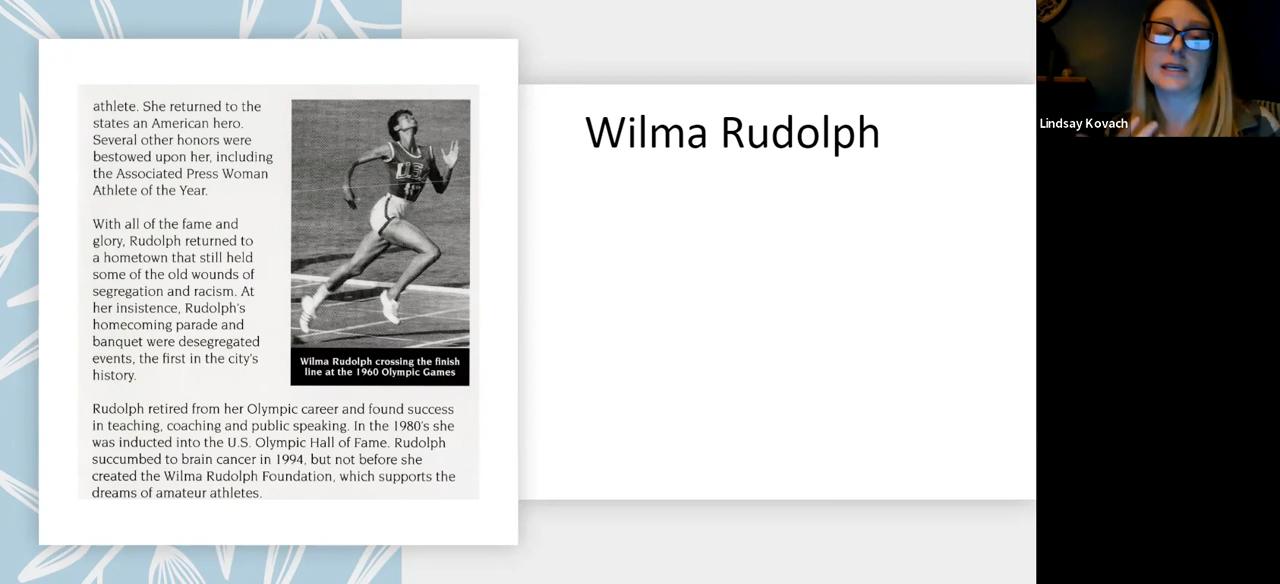 athlete. She returned to the
states an American hero.
Several other honors were
bestowed upon her, including
the Associated Press Woman
Athlete of the Year.
With all of the fame and
glory, Rudolph returned to
a hometown that still held
some of the old wounds of
segregation and racism. At
her insistence, Rudolph's
homecoming parade and
banquet were desegregated
events, the first in the city's
history.
Wilma Rudolph crossing the finish
line at the 1960 Olympic Games
Rudolph retired from her Olympic career and found success
in teaching, coaching and public speaking. In the 1980's she
was inducted into the U.S. Olympic Hall of Fame. Rudolph
succumbed to brain cancer in 1994, but not before she
created the Wilma Rudolph Foundation, which supports the
dreams of amateur athletes.
Wilma Rudolph
Lindsay Kovach